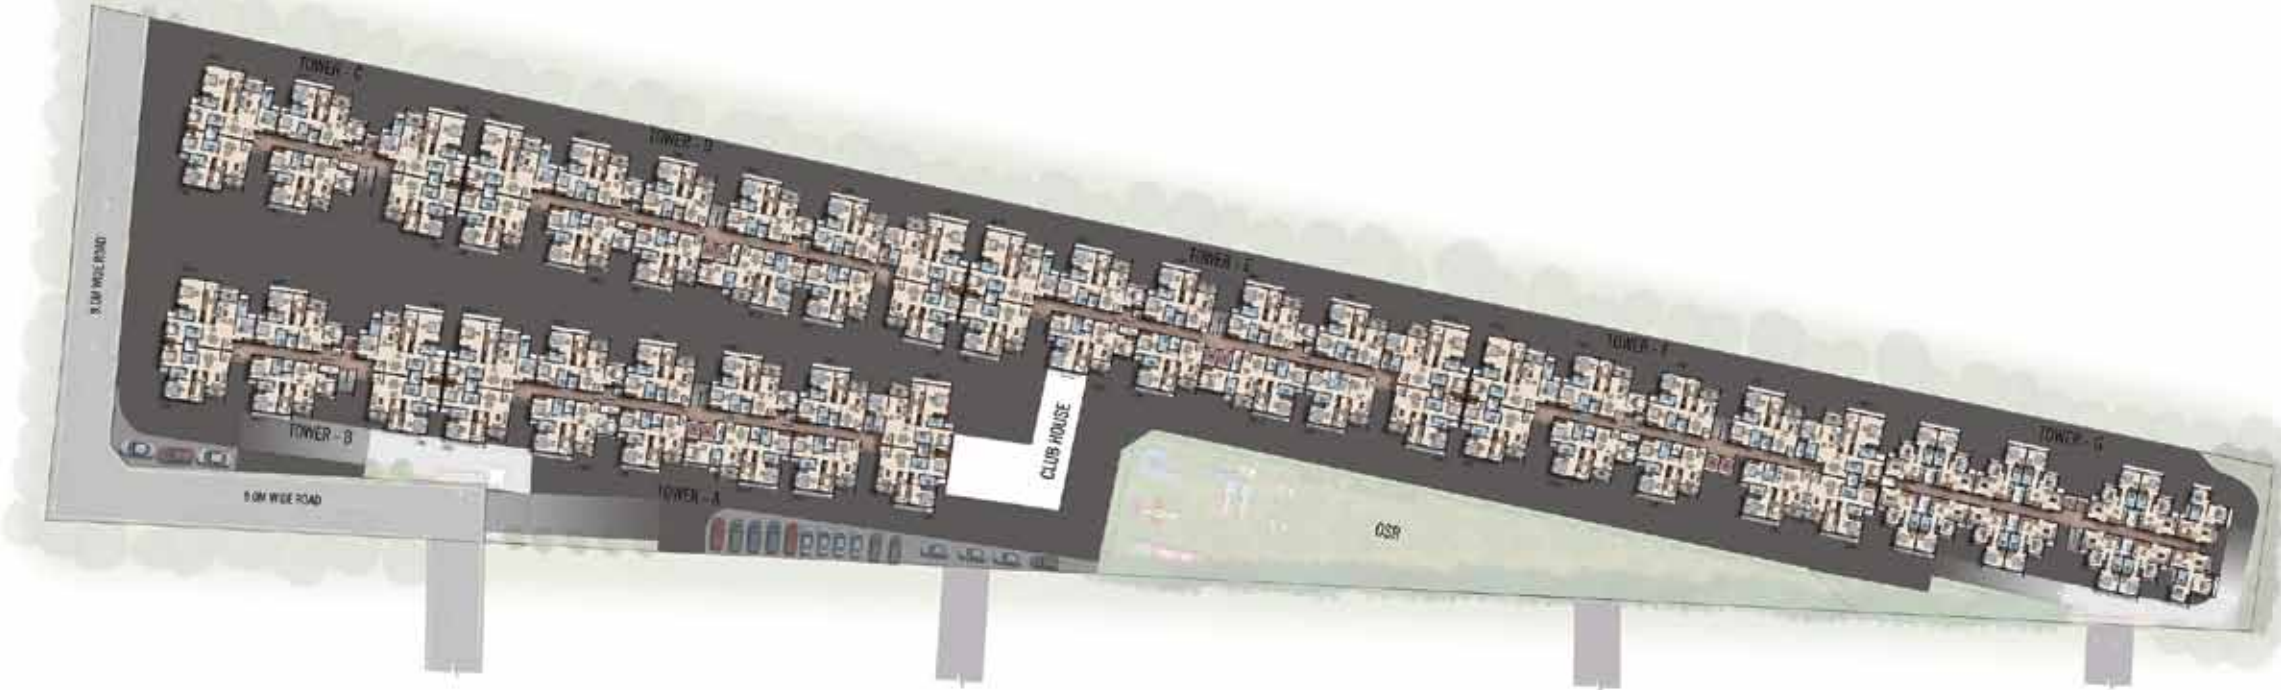 TOWER - C
TOWER - D
TOWER - E
TOWER - F
TOWER - G
9.0M WIDE ROAD
TOWER - B
CLUB HOUSE
9.0M WIDE ROAD
TOWER - A
OSR